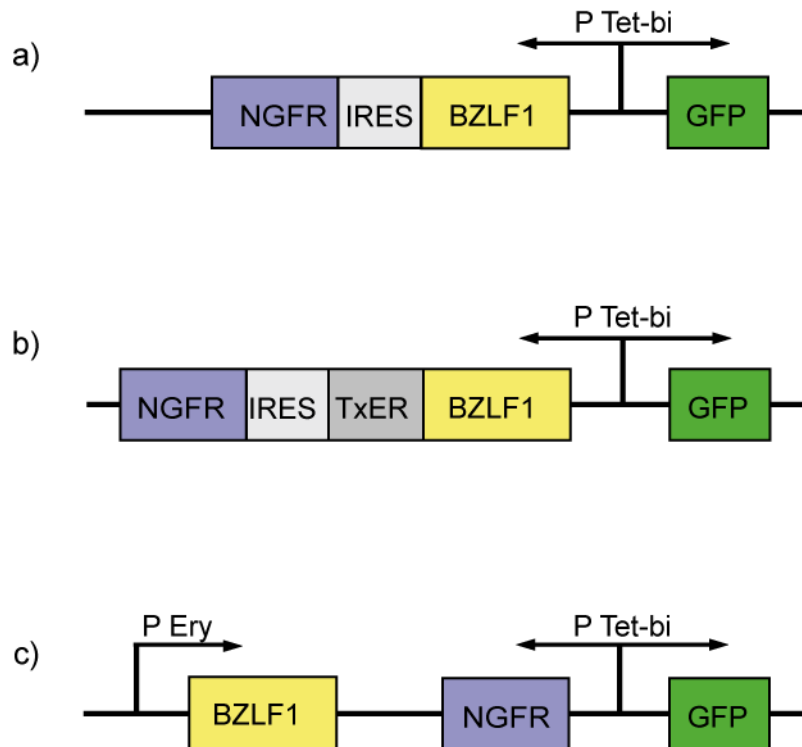 P Tet-bi
a)
NGFR IRES BZLF1 GFP
P Tet-bi
b)
NGFR IRES TxER BZLF1 GFP
P Ery P Tet-bi
c)
BZLF1 NGFR GFP